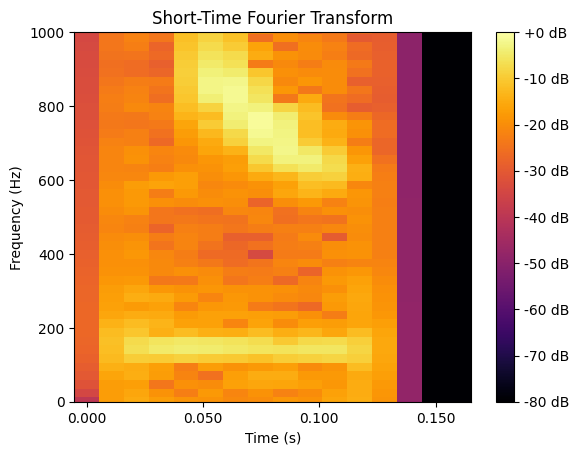 Short-Time Fourier Transform
Frequency (Hz)
1000
800
600
400
200
0
0.000
0.050
0.100
0.150
Time (s)
+0 dB
-10 dB
-20 dB
-30 dB
-40 dB
-50 dB
-60 dB
-70 dB
-80 dB